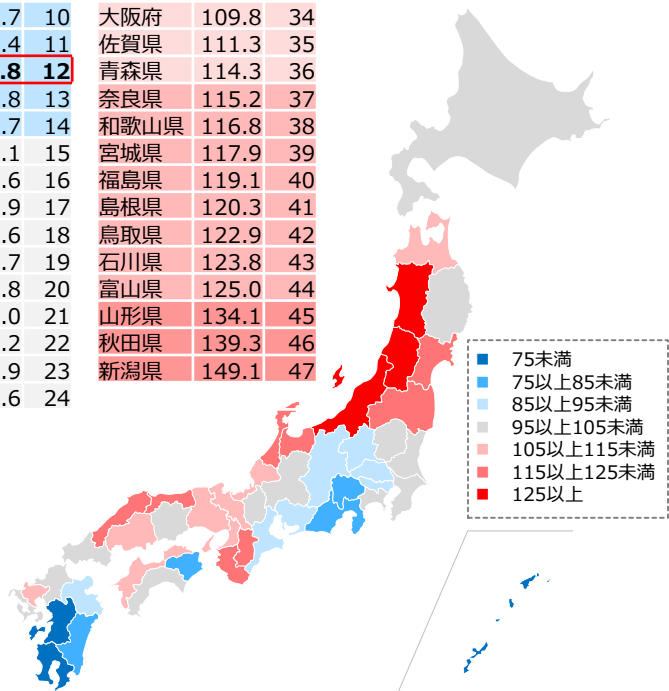 .7 10 大阪府 109.8 34
.4 11 佐賀県 111.3 35
.8 12 青森県 114.3 36
.8 13 奈良県 115.2 37
.7 14 和歌山県 116.8 38
.1 15 宮城県 117.9 39
.6 16 福島県 119.1 40
.9 17 島根県 120.3 41
.6 18 鳥取県 122.9 42
.7 19 石川県 123.8 43
.8 20 富山県 125.0 44
.0 21 山形県 134.1 45
.2 22 秋田県 139.3 46
.9 23 新潟県 149.1 47
.6 24
75未満
75以上85未満
85以上95未満
95以上105未満
105以上115未満
115以上125未満
125以上